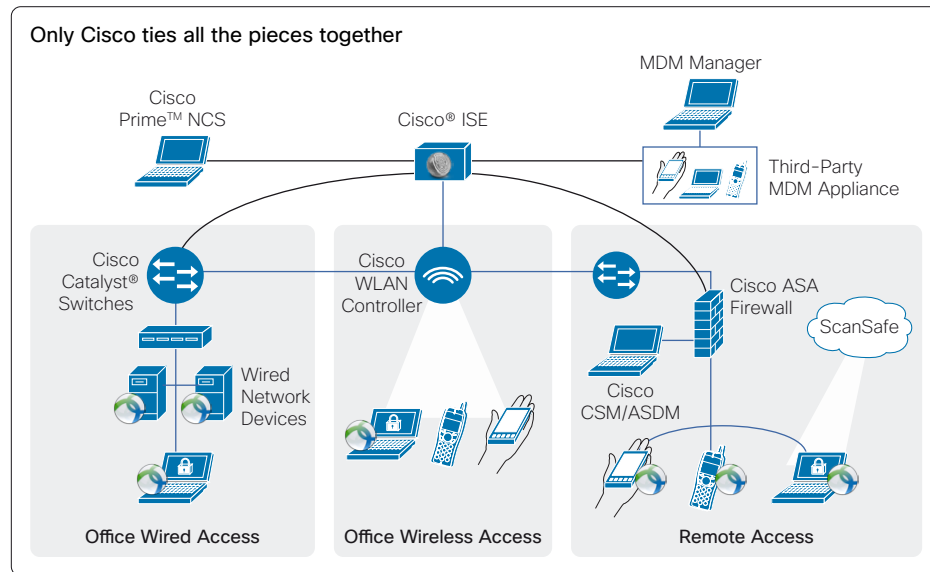 Only Cisco ties all the pieces together
MDM Manager
Cisco
Prime™ NCS
Cisco® ISE
Third-Party
MDM Appliance
Cisco
Catalyst®
Switches
Cisco
WLAN
Controller
Cisco ASA
Firewall
ScanSafe
Wired
Network
Devices
Cisco
CSM/ASDM
Office Wired Access
Office Wireless Access
Remote Access